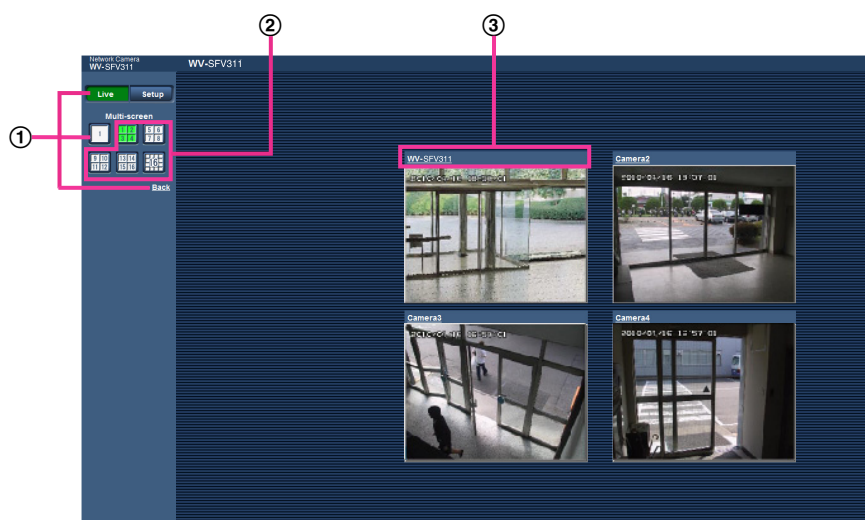 ② ③
Network Camera
WV-SFV311
WV-SFV311
Live Setup
Multi-screen
①
1
1 2
3 4
5 6
7 8
9 10
11 12
13 14
15 16
16
Back
WV-SFV311
Camera2
Camera3
2010/01/16 13:57:01
Camera4
2010/01/16 13:57:01